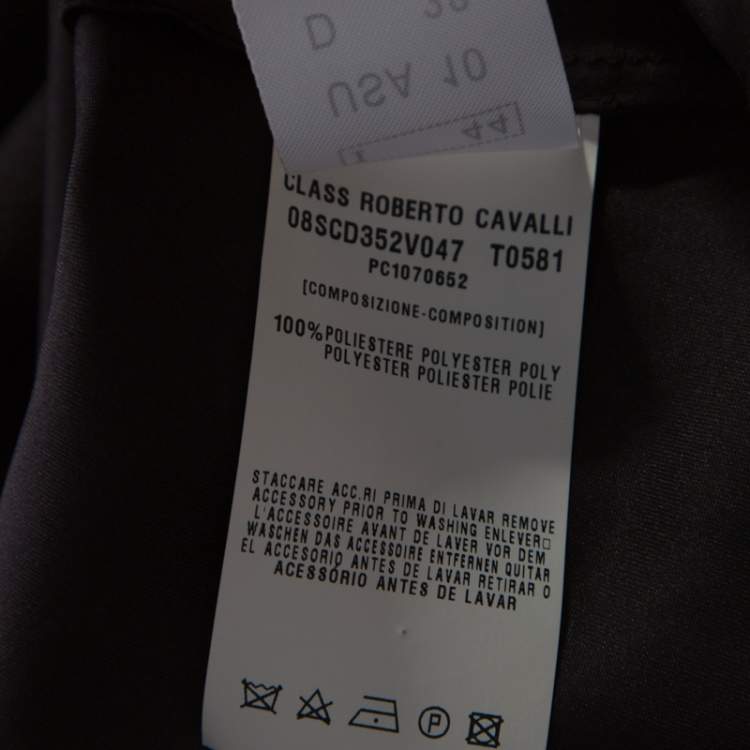 D 28
USA 10
I 44
CLASS ROBERTO CAVALLI
08SCD352V047 T0581
PC1070652
[COMPOSIZIONE-COMPOSITION]
100%POLIESTERE POLYESTER POLY
POLYESTER POLIESTER POLIE
STACCARE ACC.RI PRIMA DI LAVAR REMOVE
ACCESSORY PRIOR TO WASHING ENLEVER□
L'ACCESSOIRE AVANT DE LAVER VOR DEM
WASCHEN DAS ACCESSOIRE ENTFERNEN QUITAR
EL ACCESORIO ANTES DE LAVAR RETIRAR O
ACESSÓRIO ANTES DE LAVAR
P